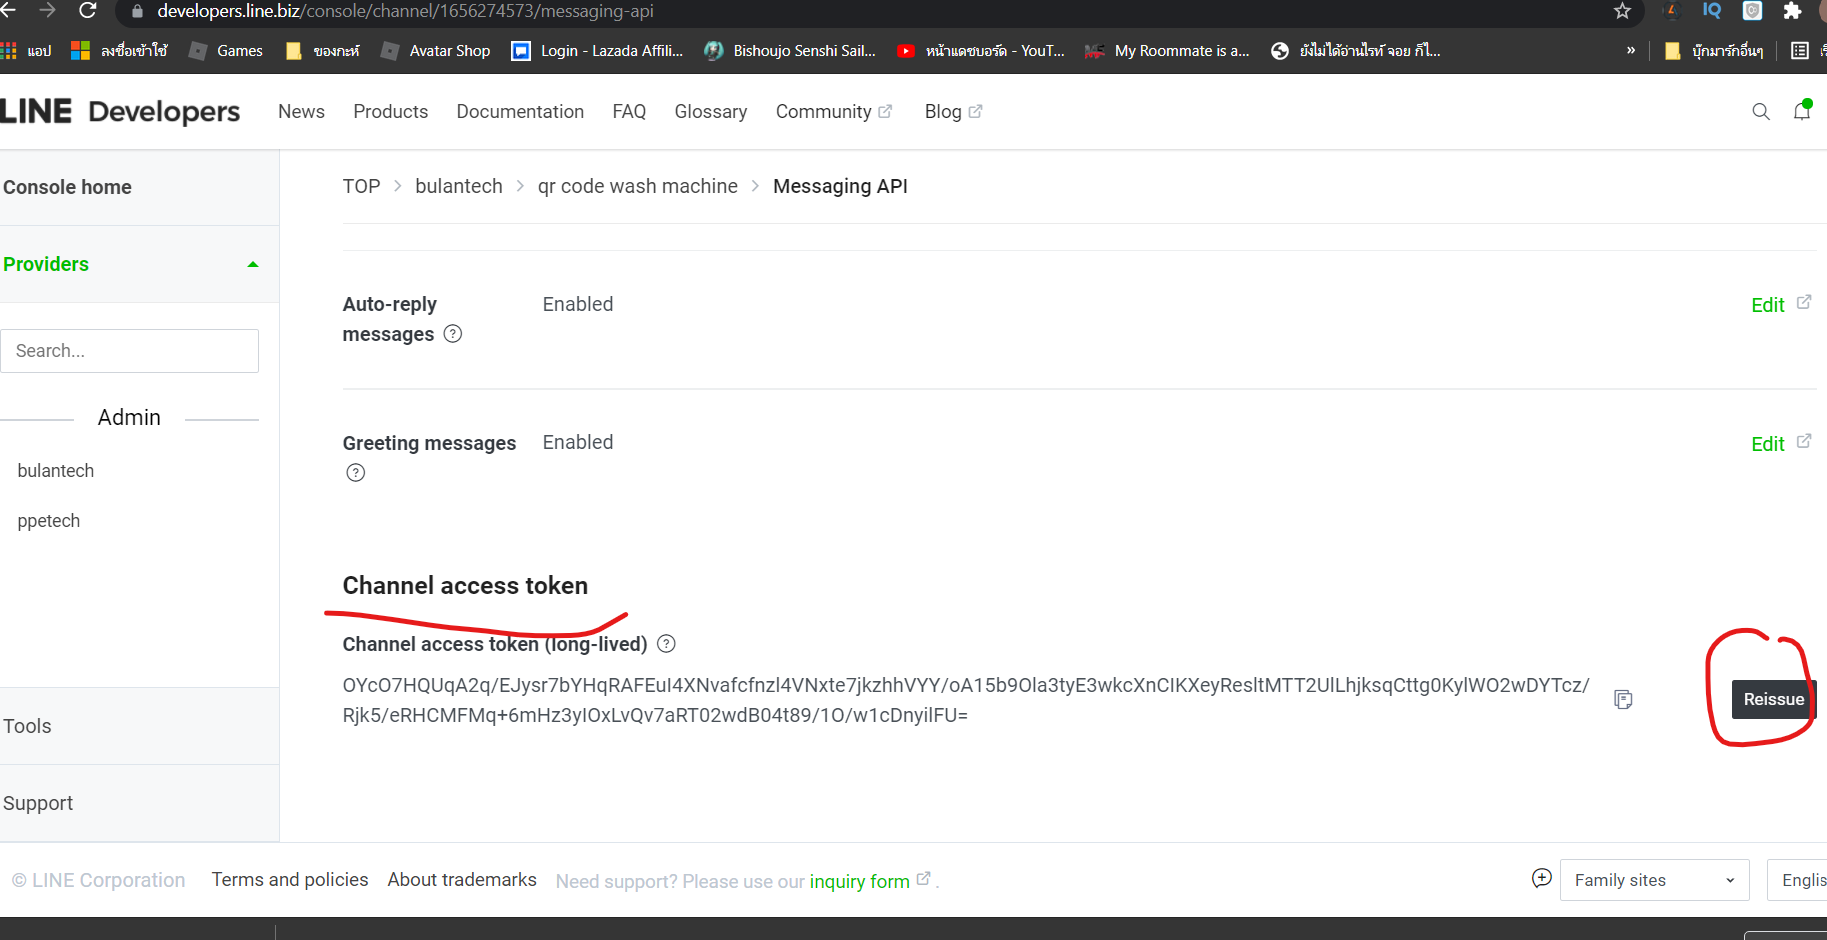 developers.line.biz/console/channel/1656274573/messaging-api
แอป ลงชื่อเข้าใช้ Games ของกะห์ Avatar Shop Login - Lazada Affili... Bishoujo Senshi Sail... หน้าแดชบอร์ด - YouT... My Roommate is a... ยังไม่ได้อ่านไรท์ จอย ก็ไ... » บุ๊กมาร์กอื่นๆ
LINE Developers News Products Documentation FAQ Glossary Community Blog
Console home
TOP > bulantech > qr code wash machine > Messaging API
Providers
Auto-reply messages Enabled Edit
Search...
Admin
Greeting messages Enabled Edit
bulantech
ppetech
Channel access token
Channel access token (long-lived)
OYcO7HQUqA2q/EJysr7bYHqRAFEuI4XNvafcfnzl4VNxte7jkzhhVYY/oA15b9Ola3tyE3wkcXnCIKXeyResltMTT2UlLhjksqCttg0KylWO2wDYTcz/
Rjk5/eRHCMFMq+6mHz3yIOxLvQv7aRT02wdB04t89/1O/w1cDnyilFU=
Reissue
Tools
Support
© LINE Corporation Terms and policies About trademarks Need support? Please use our inquiry form . Family sites Englis